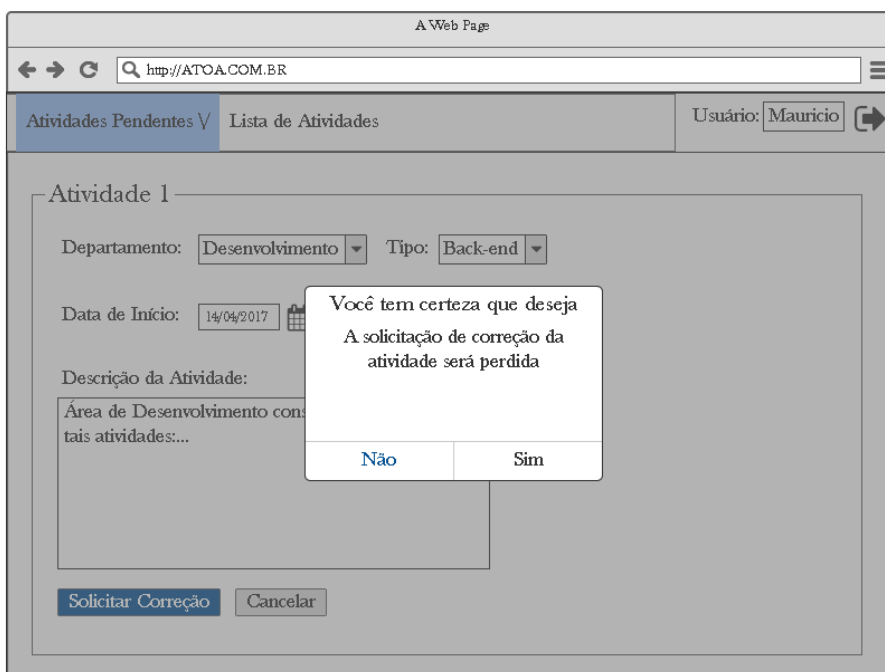 A Web Page
http://ATOA.COM.BR
Atividades Pendentes V Lista de Atividades Usuário: Mauricio
Atividade 1
Departamento: Desenvolvimento Tipo: Back-end
Data de Início: 14/04/2017
Você tem certeza que deseja
A solicitação de correção da
atividade será perdida
Não Sim
Descrição da Atividade:
Área de Desenvolvimento cons
tais atividades:...
Solicitar Correção Cancelar